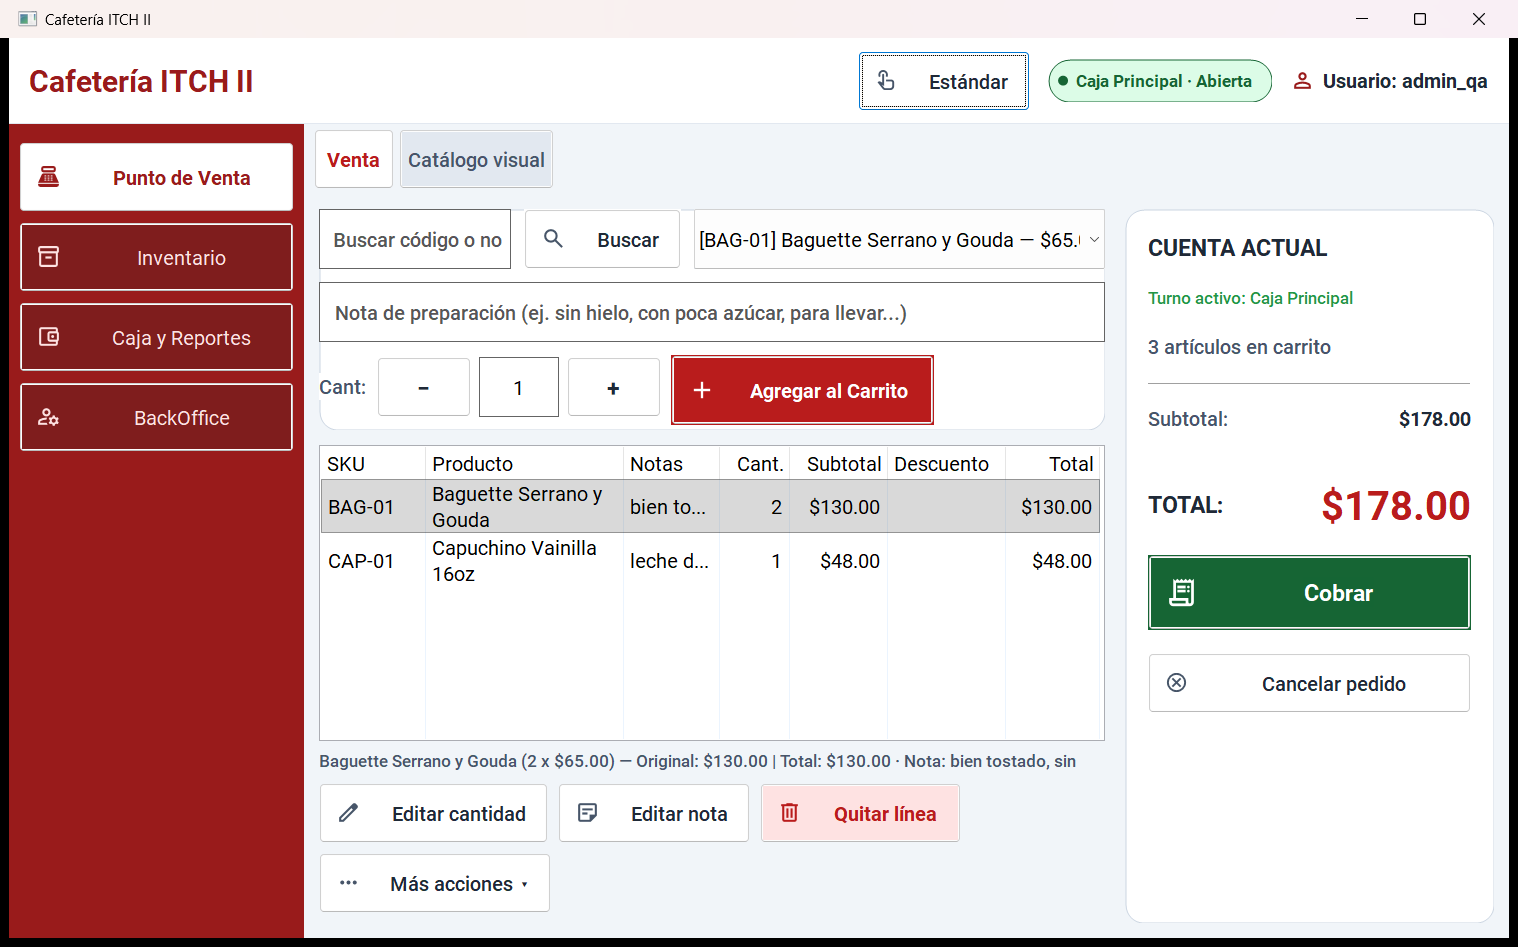 Cafetería ITCH II
Cafetería ITCH II
Estándar
Caja Principal · Abierta
Usuario: admin_qa
Punto de Venta
Inventario
Caja y Reportes
BackOffice
Venta
Catálogo visual
Buscar código o no
Buscar
[BAG-01] Baguette Serrano y Gouda — $65.
Nota de preparación (ej. sin hielo, con poca azúcar, para llevar...)
Cant:
−
1
+
Agregar al Carrito
SKU Producto Notas Cant. Subtotal Descuento Total
BAG-01 Baguette Serrano y Gouda bien to... 2 $130.00 $130.00
CAP-01 Capuchino Vainilla 16oz leche d... 1 $48.00 $48.00
Baguette Serrano y Gouda (2 x $65.00) — Original: $130.00 | Total: $130.00 · Nota: bien tostado, sin
Editar cantidad
Editar nota
Quitar línea
Más acciones
CUENTA ACTUAL
Turno activo: Caja Principal
3 artículos en carrito
Subtotal: $178.00
TOTAL: $178.00
Cobrar
Cancelar pedido